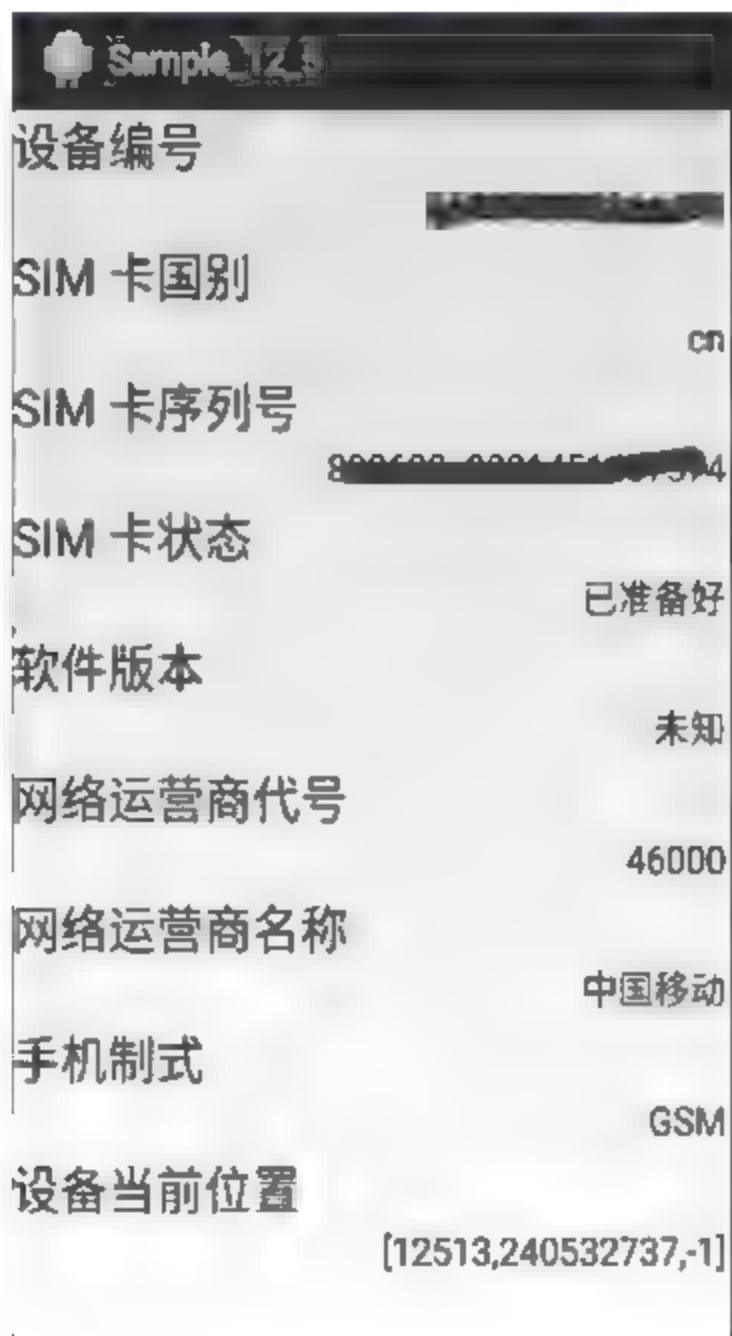 设备编号
SIM 卡国别
cn
SIM 卡序列号
SIM 卡状态
已准备好
软件版本
未知
网络运营商代号
46000
网络运营商名称
中国移动
手机制式
GSM
设备当前位置
[12513,240532737,-1]